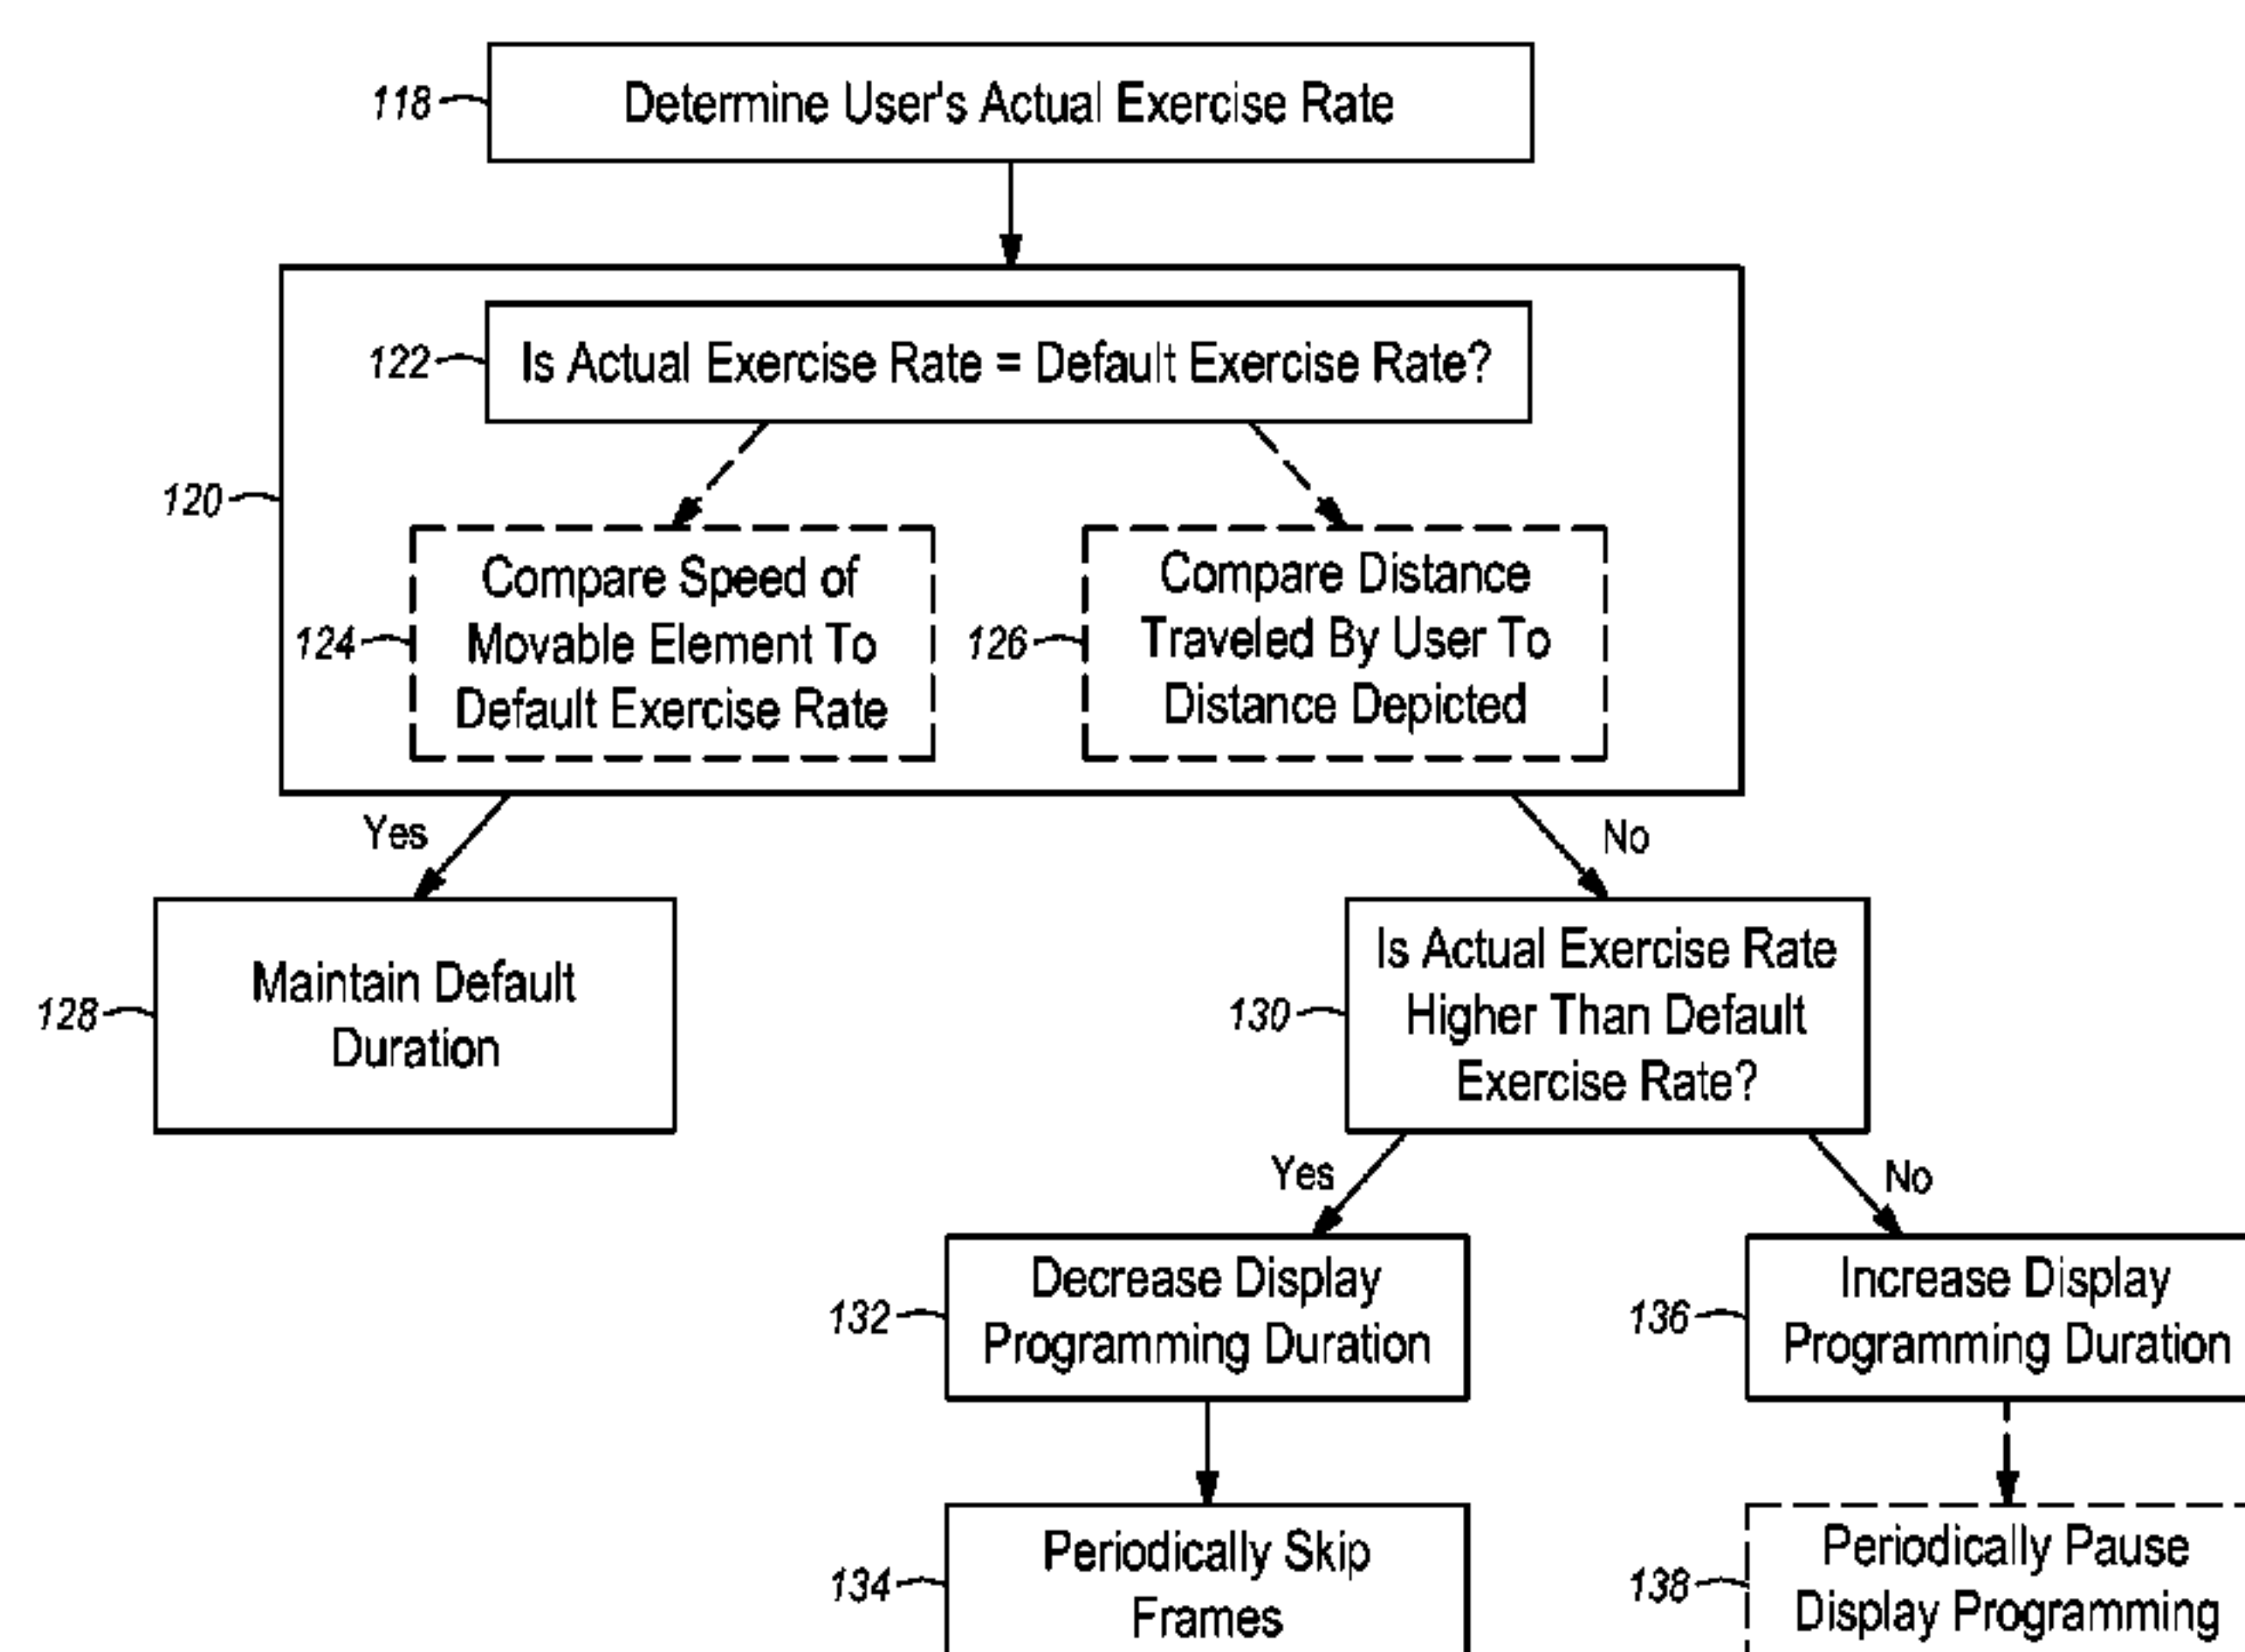 118
Determine User's Actual Exercise Rate
122
Is Actual Exercise Rate = Default Exercise Rate?
120
124
Compare Speed of
Movable Element To
Default Exercise Rate
126
Compare Distance
Traveled By User To
Distance Depicted
Yes
No
128
Maintain Default
Duration
130
Is Actual Exercise Rate
Higher Than Default
Exercise Rate?
Yes
No
132
Decrease Display
Programming Duration
136
Increase Display
Programming Duration
134
Periodically Skip
Frames
138
Periodically Pause
Display Programming